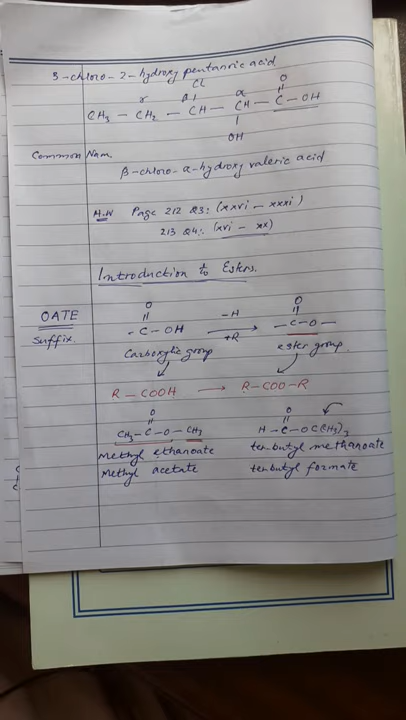 3-chloro-2-hydroxy pentanoic acid
Cl O
γ β | α ||
CH3 — CH2 — CH — CH — C — OH
|
OH
Common Nam.
β-chloro-α-hydroxy valeric acid
H.W Page 212 Q3: (xxvi — xxxi)
213 Q4: (xvi — xx)
Introduction to Esters.
OATE
Suffix.
O O
|| ||
- C - OH —H +R → — C — O —
Carboxylic group ester group.
R — COOH → R — COO — R
O O
|| ||
CH3 — C — O — CH3 H — C — OC(CH3)3
Methyl ethanoate terbutyl methanoate
Methyl acetate terbutyl formate